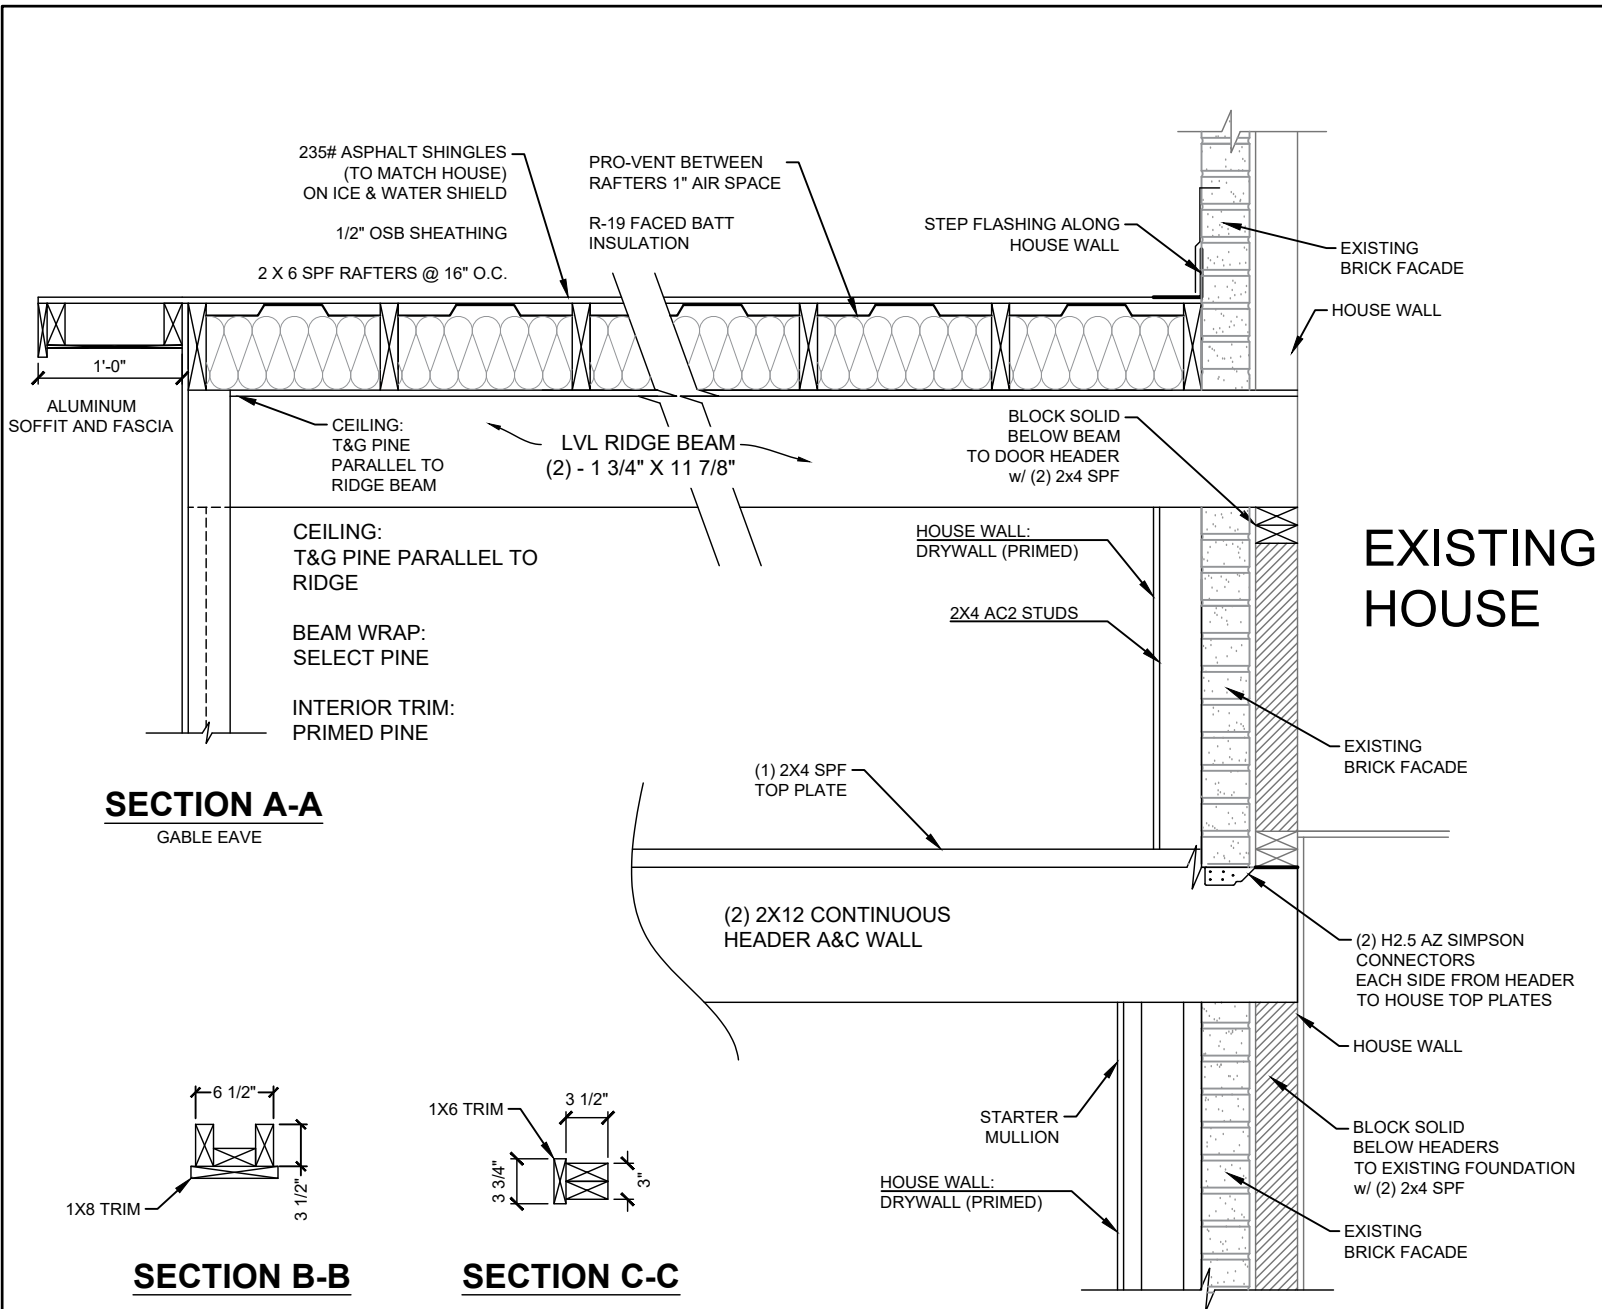 235# ASPHALT SHINGLES
(TO MATCH HOUSE)
ON ICE & WATER SHIELD
1/2" OSB SHEATHING
2 X 6 SPF RAFTERS @ 16" O.C.
PRO-VENT BETWEEN
RAFTERS 1" AIR SPACE
R-19 FACED BATT
INSULATION
STEP FLASHING ALONG
HOUSE WALL
EXISTING
BRICK FACADE
HOUSE WALL
1'-0"
ALUMINUM
SOFFIT AND FASCIA
CEILING:
T&G PINE
PARALLEL TO
RIDGE BEAM
LVL RIDGE BEAM
(2) - 1 3/4" X 11 7/8"
BLOCK SOLID
BELOW BEAM
TO DOOR HEADER
w/ (2) 2x4 SPF
CEILING:
T&G PINE PARALLEL TO
RIDGE
BEAM WRAP:
SELECT PINE
INTERIOR TRIM:
PRIMED PINE
HOUSE WALL:
DRYWALL (PRIMED)
2X4 AC2 STUDS
EXISTING
HOUSE
EXISTING
BRICK FACADE
SECTION A-A
GABLE EAVE
(1) 2X4 SPF
TOP PLATE
(2) 2X12 CONTINUOUS
HEADER A&C WALL
(2) H2.5 AZ SIMPSON
CONNECTORS
EACH SIDE FROM HEADER
TO HOUSE TOP PLATES
HOUSE WALL
STARTER
MULLION
BLOCK SOLID
BELOW HEADERS
TO EXISTING FOUNDATION
w/ (2) 2x4 SPF
HOUSE WALL:
DRYWALL (PRIMED)
EXISTING
BRICK FACADE
6 1/2"
3 1/2"
1X8 TRIM
SECTION B-B
1X6 TRIM
3 1/2"
3 3/4"
3"
SECTION C-C